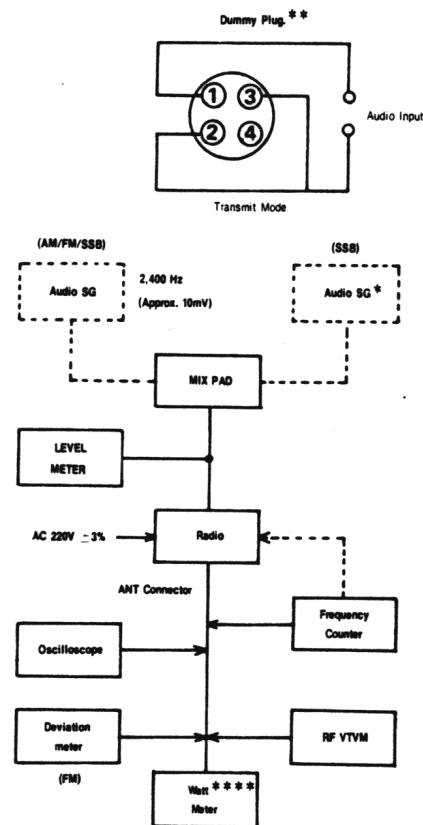 Dummy Plug.**
1 3
2 4
Audio Input
Transmit Mode
(AM/FM/SSB)
(SSB)
Audio SG
2,400 Hz
(Approx. 10mV)
Audio SG*
MIX PAD
LEVEL
METER
AC 220V ±3%
Radio
ANT Connector
Frequency
Counter
Oscilloscope
Deviation
meter
RF VTVM
(FM)
Watt****
Meter